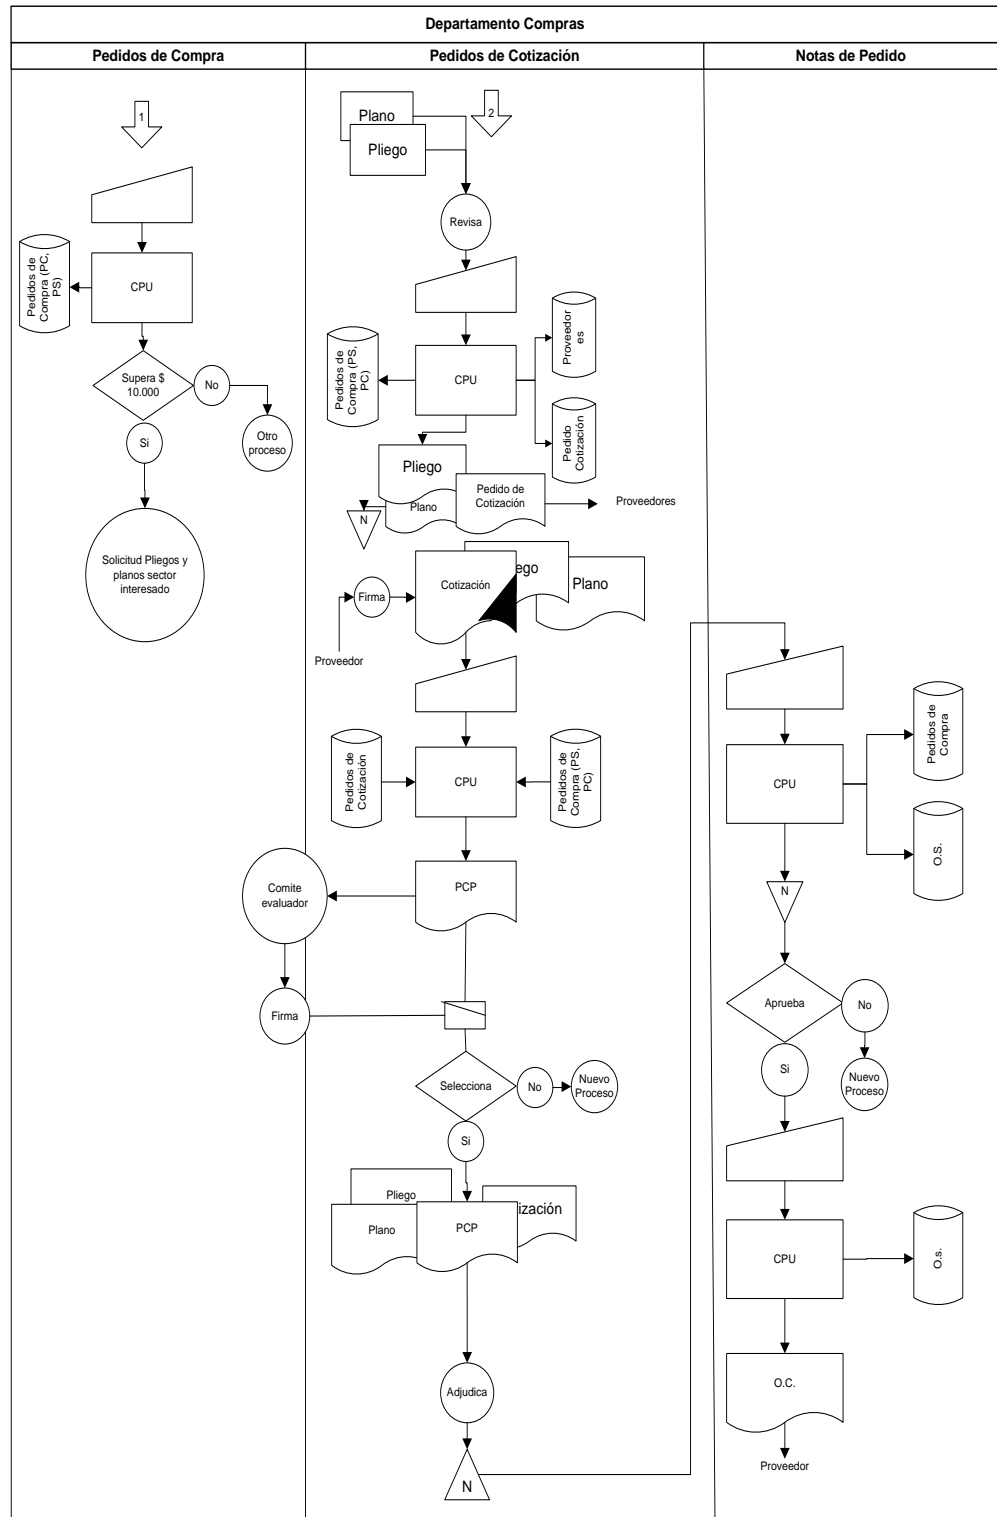 Departamento Compras
Pedidos de Compra
Pedidos de Cotización
Notas de Pedido
1
CPU
Pedidos de
Compra (PC,
PS)
Supera $
10.000
No
Otro
proceso
Si
Solicitud Pliegos y
planos sector
interesado
Plano
Pliego
2
Revisa
CPU
Pedidos de
Compra (PS,
PC)
Proveedor
es
Pedido
Cotización
Pliego
Plano
Pedido de
Cotización
Proveedores
N
Cotización
ego
Plano
Firma
Proveedor
CPU
Pedidos de
Cotización
Pedidos de
Compra (PS,
PC)
PCP
Comite
evaluador
Firma
Selecciona
No
Nuevo
Proceso
Si
Pliego
Plano
PCP
ización
Adjudica
N
CPU
Pedidos de
Compra
O.S.
N
Aprueba
No
Nuevo
Proceso
Si
CPU
O.s.
O.C.
Proveedor